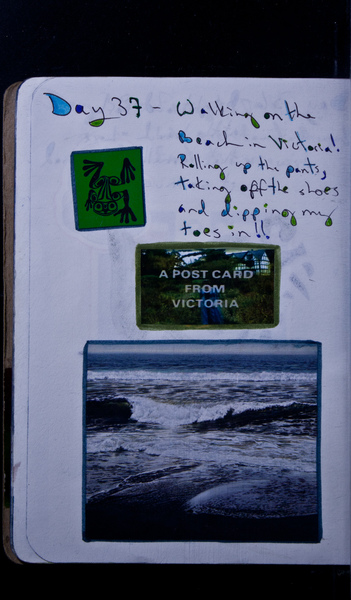 Day 37 - Walking on the
Beach in Victoria!
Rolling up the pants,
taking off the shoes
and dipping my
toes in!!
A POST CARD
FROM
VICTORIA